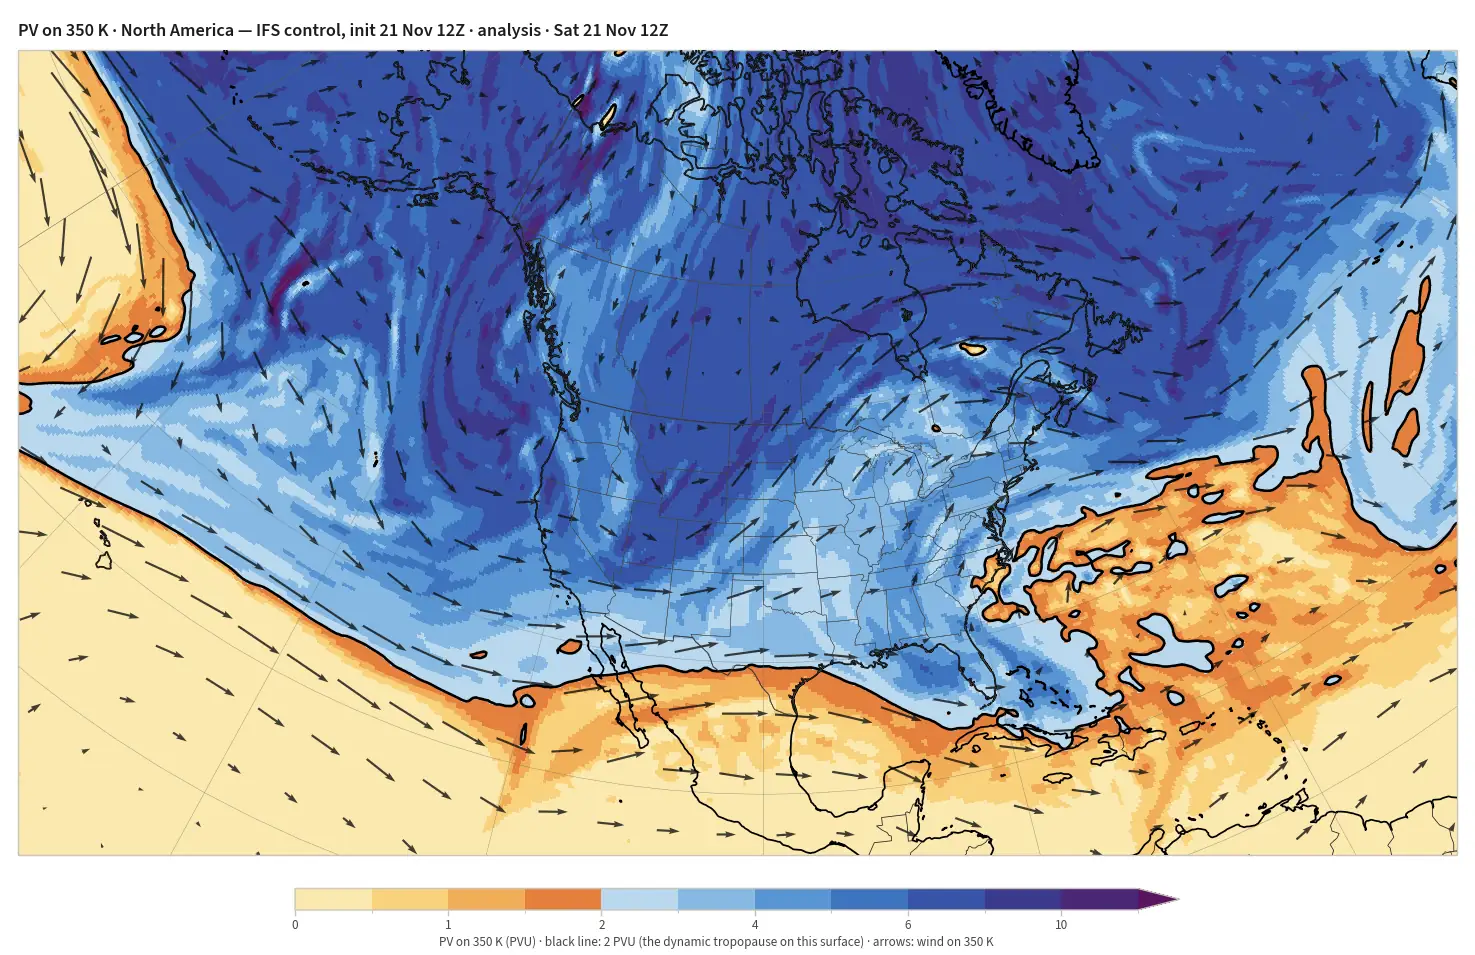 PV on 350 K · North America — IFS control, init 21 Nov 12Z · analysis · Sat 21 Nov 12Z
0 1 2 4 6 10
PV on 350 K (PVU) · black line: 2 PVU (the dynamic tropopause on this surface) · arrows: wind on 350 K